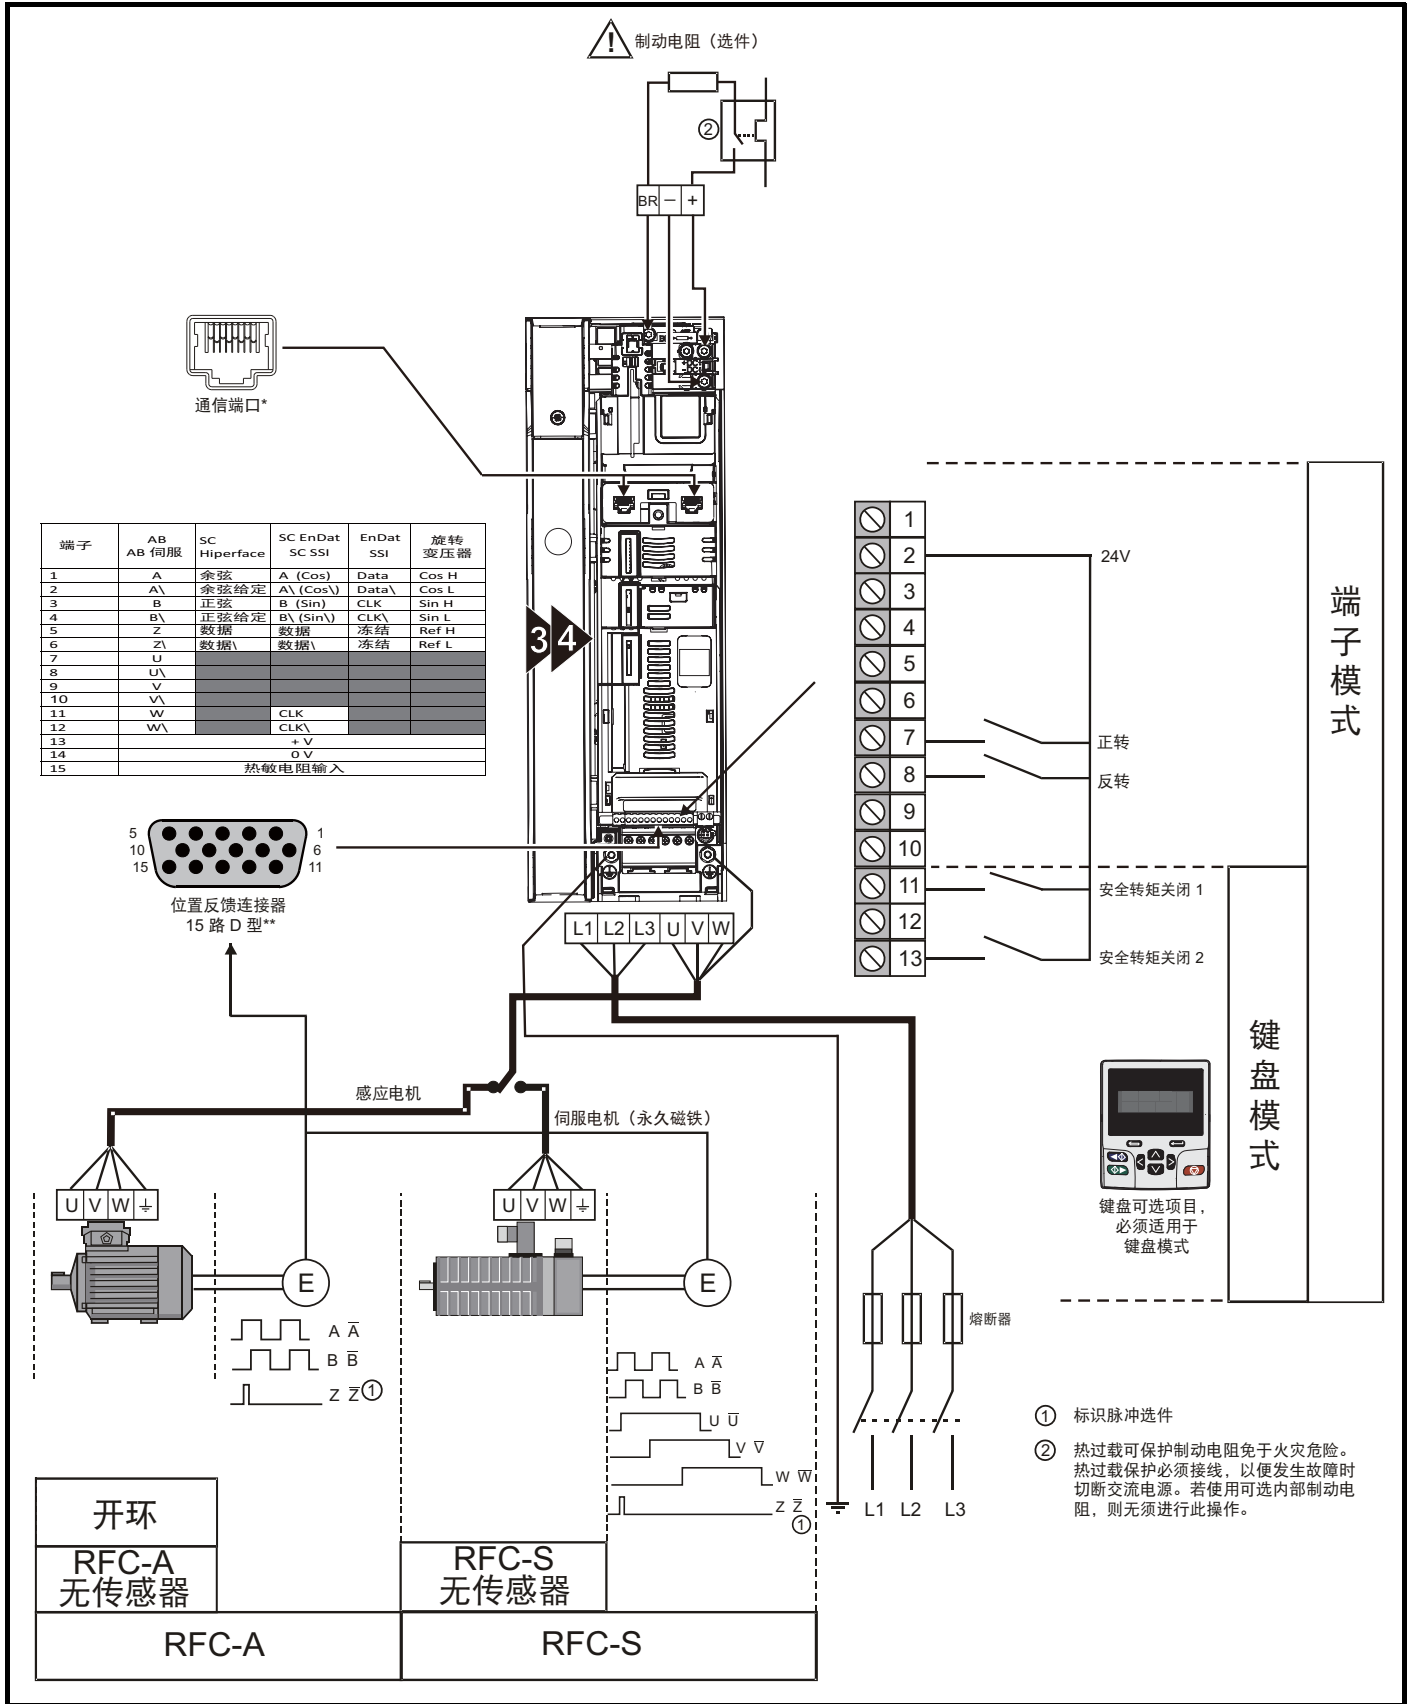 制动电阻（选件）
②
BR － +
通信端口*
端子 AB AB 伺服 SC Hiperface SC EnDat SC SSI EnDat SSI 旋转变压器
1 A 余弦 A (Cos) Data Cos H
2 A\ 余弦给定 A\ (Cos\) Data\ Cos L
3 B 正弦 B (Sin) CLK Sin H
4 B\ 正弦给定 B\ (Sin\) CLK\ Sin L
5 Z 数据 数据 冻结 Ref H
6 Z\ 数据\ 数据\ 冻结 Ref L
7 U
8 U\
9 V
10 V\
11 W CLK
12 W\ CLK\
13 + V
14 0 V
15 热敏电阻输入
3 4
5 1
10 6
15 11
位置反馈连接器
15 路 D 型**
L1 L2 L3 U V W
1
2 24V
3
4
5
6
7 正转
8 反转
9
10
11 安全转矩关闭 1
12
13 安全转矩关闭 2
端子模式
键盘模式
键盘可选项目，
必须适用于
键盘模式
感应电机
伺服电机（永久磁铁）
U V W
U V W
E
E
A A̅
B B̅
Z Z̅ ①
A A̅
B B̅
U U̅
V V̅
W W̅
Z Z̅
①
熔断器
L1 L2 L3
① 标识脉冲选件
② 热过载可保护制动电阻免于火灾危险。
热过载保护必须接线，以便发生故障时
切断交流电源。若使用可选内部制动电
阻，则无须进行此操作。
开环
RFC-A
无传感器
RFC-S
无传感器
RFC-A
RFC-S